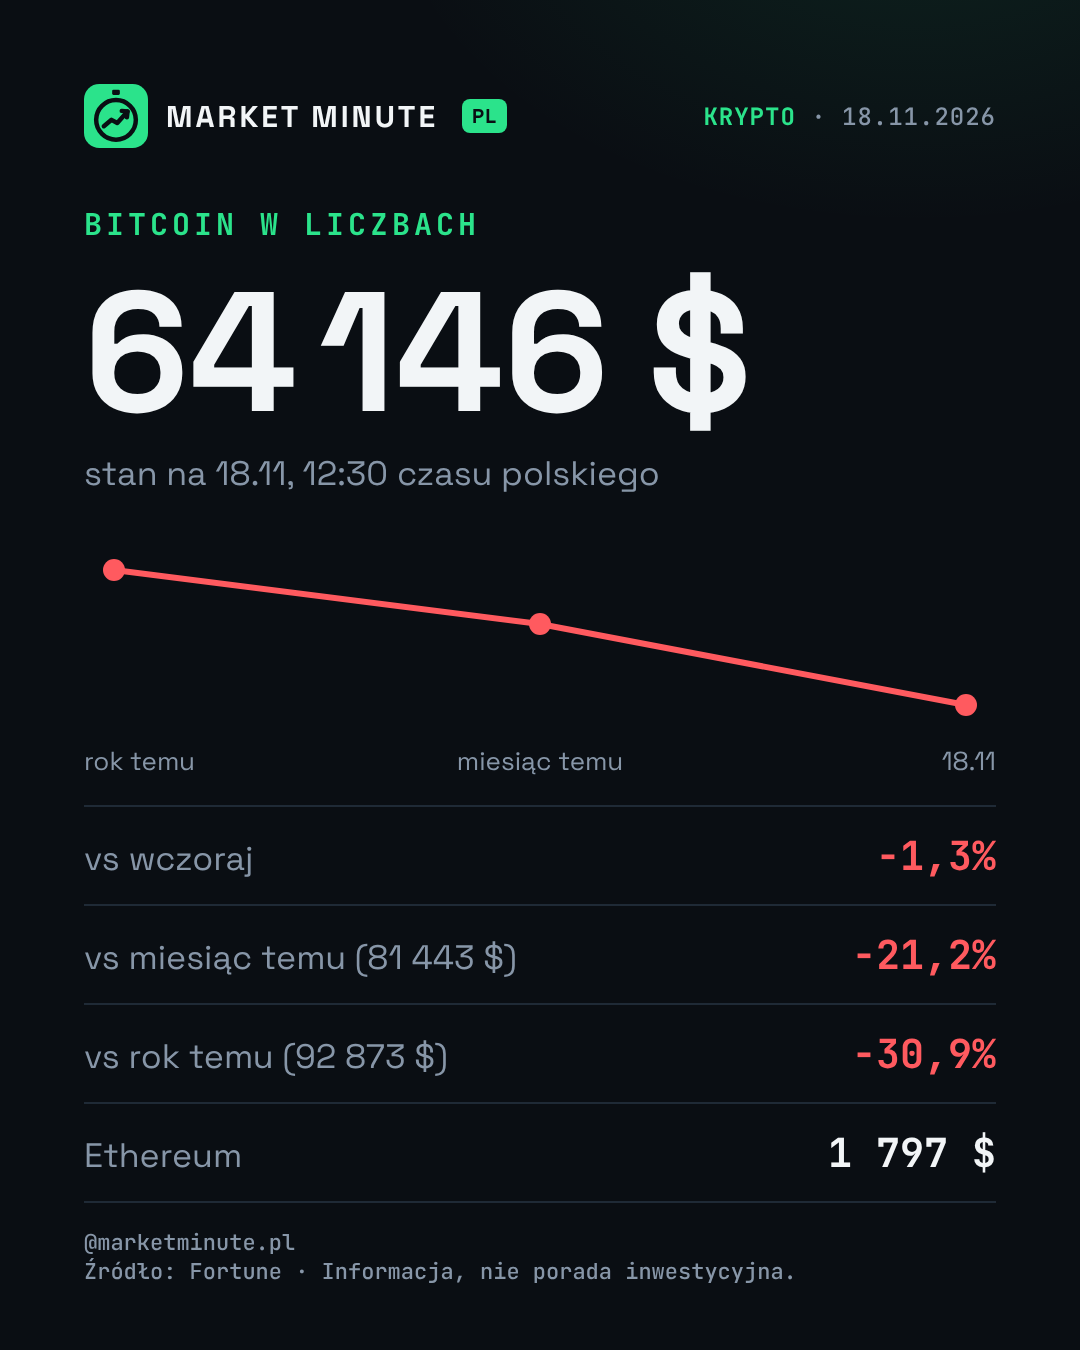 MARKET MINUTE PL KRYPTO · 18.11.2026
BITCOIN W LICZBACH
64 146 $
stan na 18.11, 12:30 czasu polskiego
rok temu miesiąc temu 18.11
vs wczoraj -1,3%
vs miesiąc temu (81 443 $) -21,2%
vs rok temu (92 873 $) -30,9%
Ethereum 1 797 $
@marketminute.pl
Źródło: Fortune · Informacja, nie porada inwestycyjna.